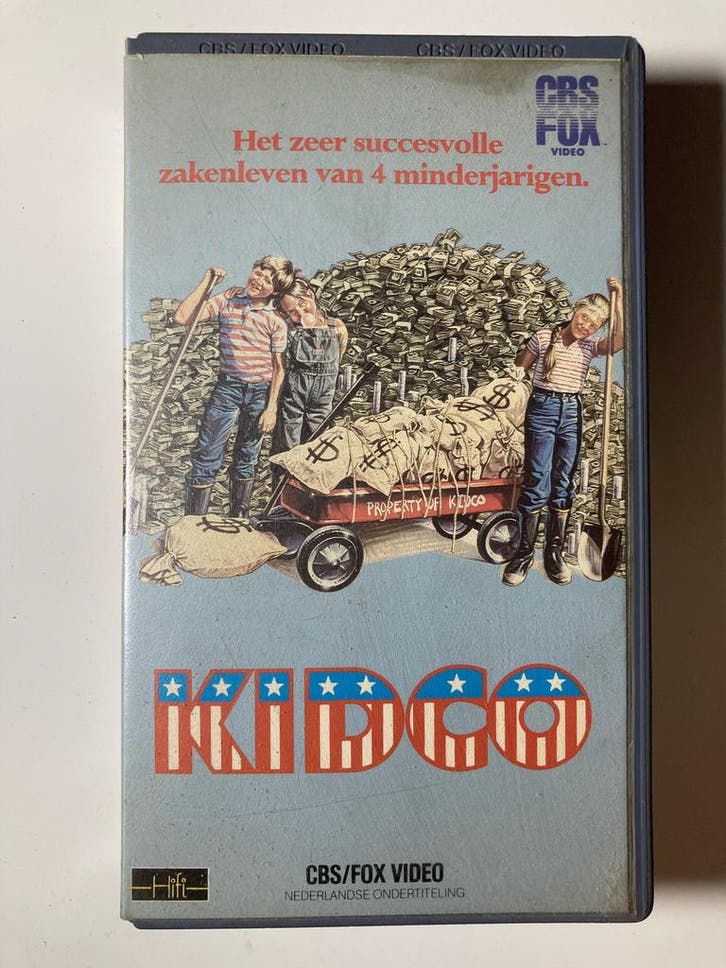 CBS/FOX VIDEO CBS/FOX VIDEO
CBS
FOX
VIDEO
Het zeer succesvolle
zakenleven van 4 minderjarigen.
$ $ $ $
PROPERTY OF KIDCO
$
KIDCO
Hifi
CBS/FOX VIDEO
NEDERLANDSE ONDERTITELING